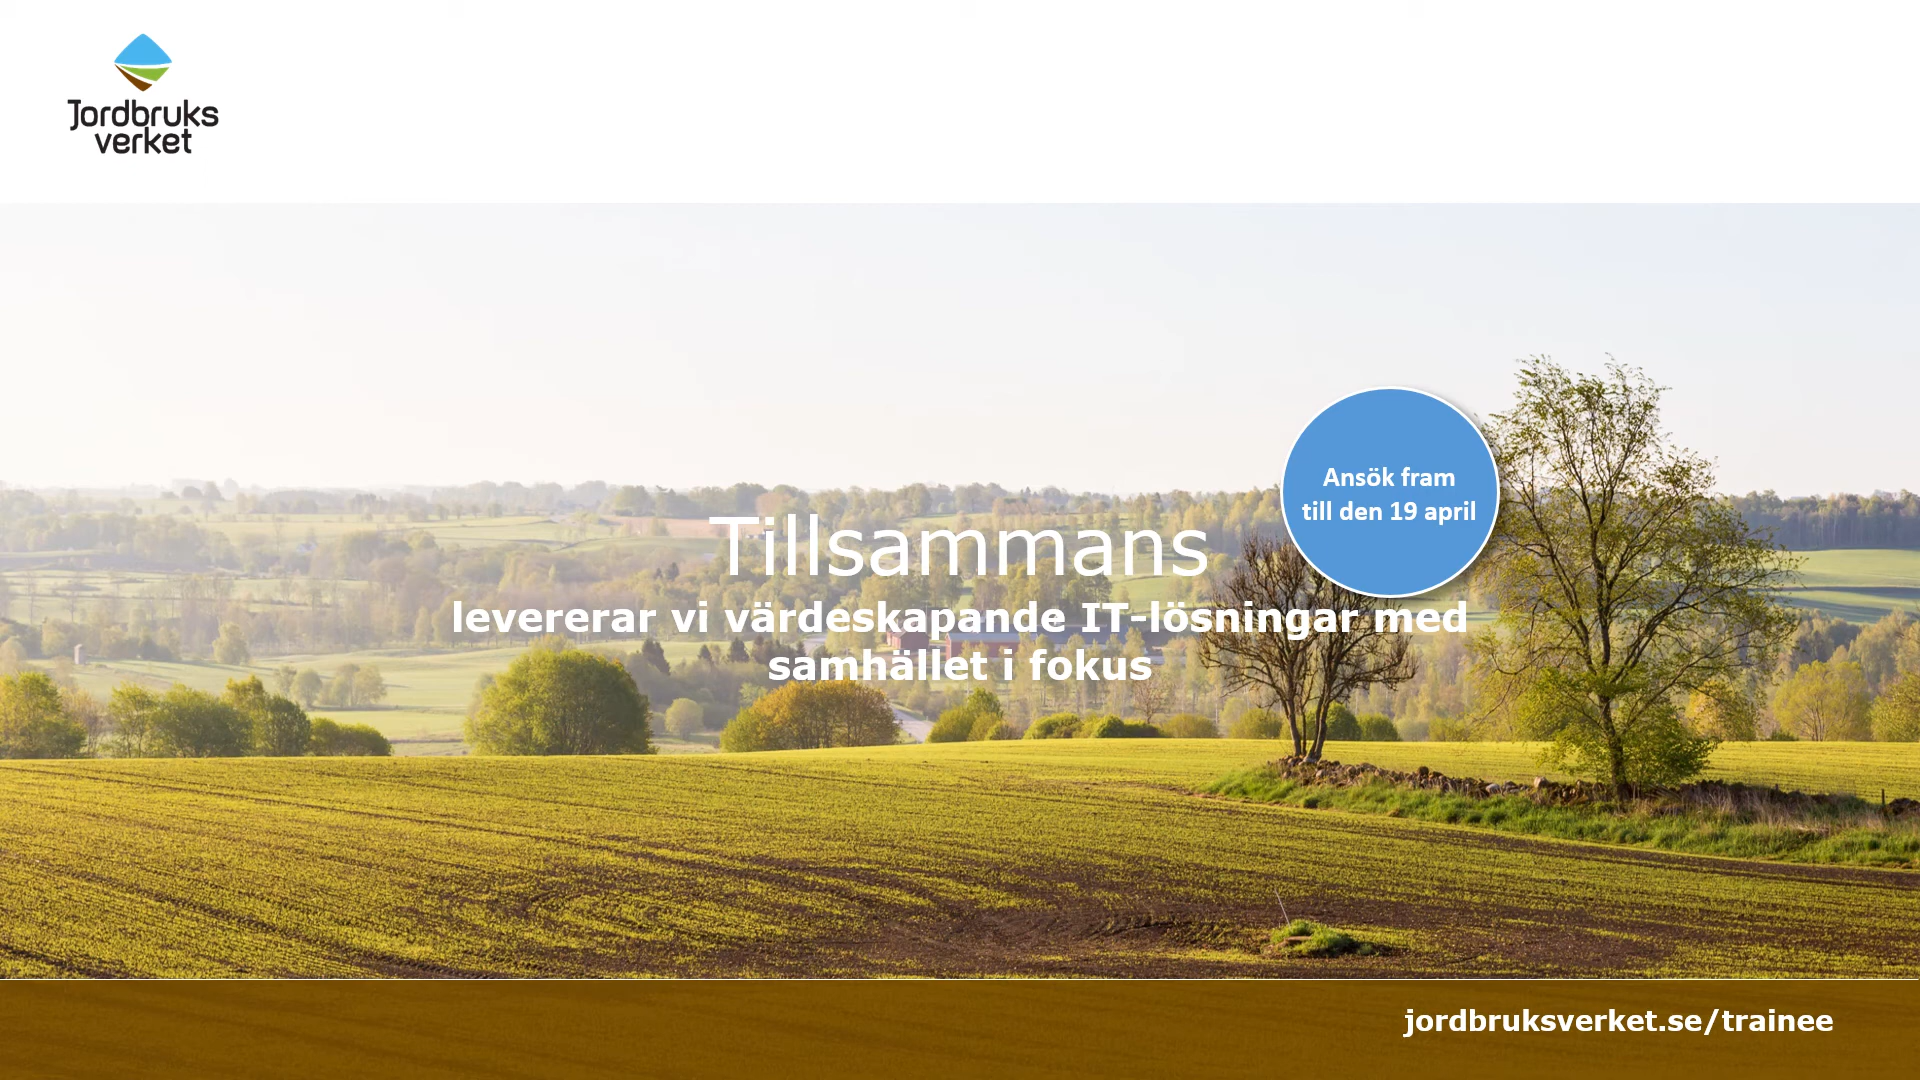 Jordbruks
verket
Ansök fram
till den 19 april
Tillsammans
levererar vi värdeskapande IT-lösningar med
samhället i fokus
jordbruksverket.se/trainee